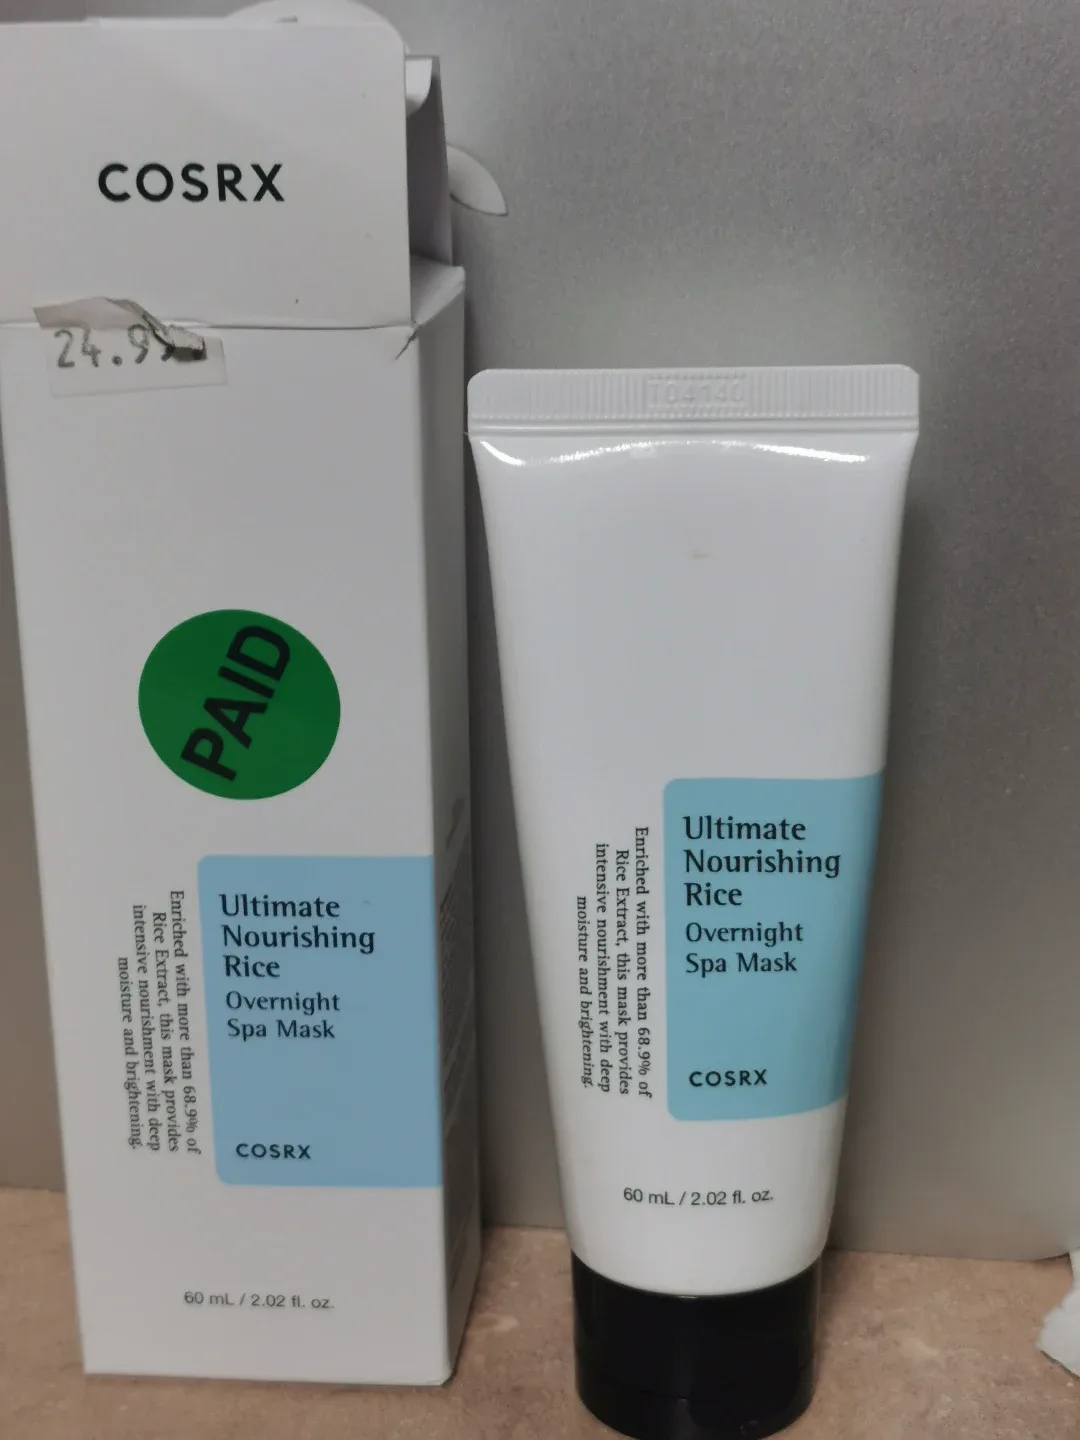 COSRX
24.9
PAID
Ultimate
Nourishing
Rice
Overnight
Spa Mask
COSRX
Enriched with more than 68.9% of
Rice Extract, this mask provides
intensive nourishment with deep
moisture and brightening.
60 mL / 2.02 fl. oz.
T04140
Ultimate
Nourishing
Rice
Overnight
Spa Mask
COSRX
Enriched with more than 68.9% of
Rice Extract, this mask provides
intensive nourishment with deep
moisture and brightening.
60 mL / 2.02 fl. oz.